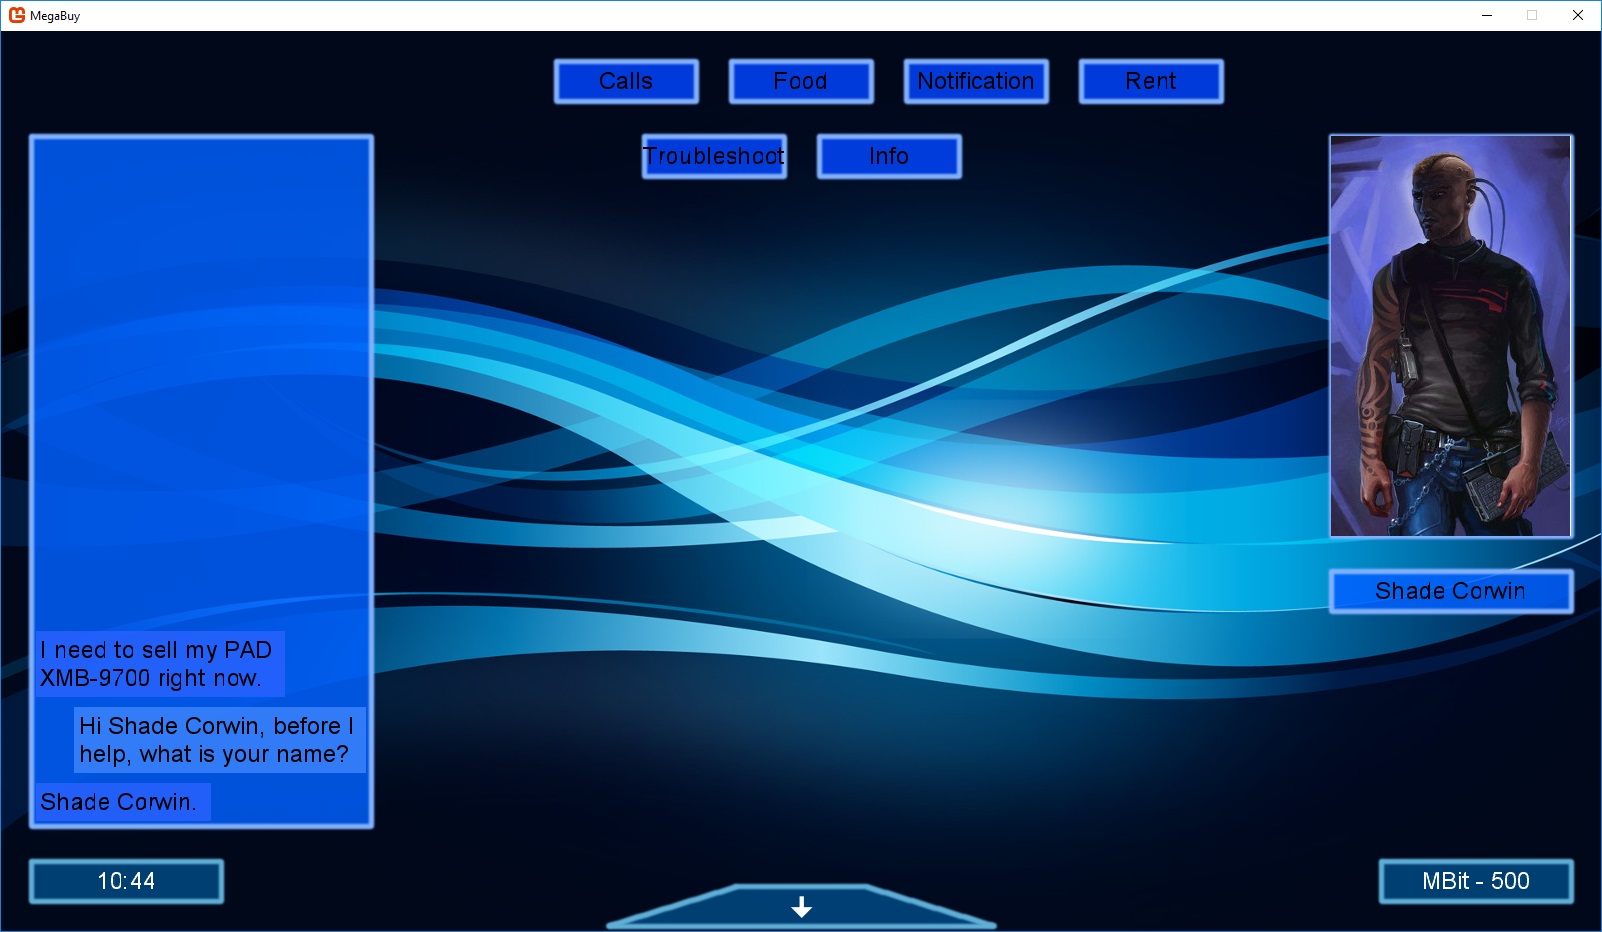 MegaBuy
Calls
Food
Notification
Rent
Troubleshoot
Info
I need to sell my PAD
XMB-9700 right now.
Hi Shade Corwin, before I
help, what is your name?
Shade Corwin.
Shade Corwin
10:44
MBit - 500